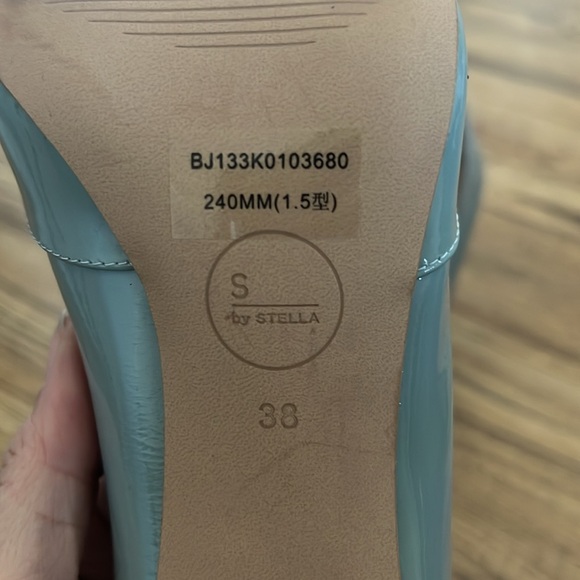 BJ133K0103680
240MM(1.5型)
S
by STELLA
38